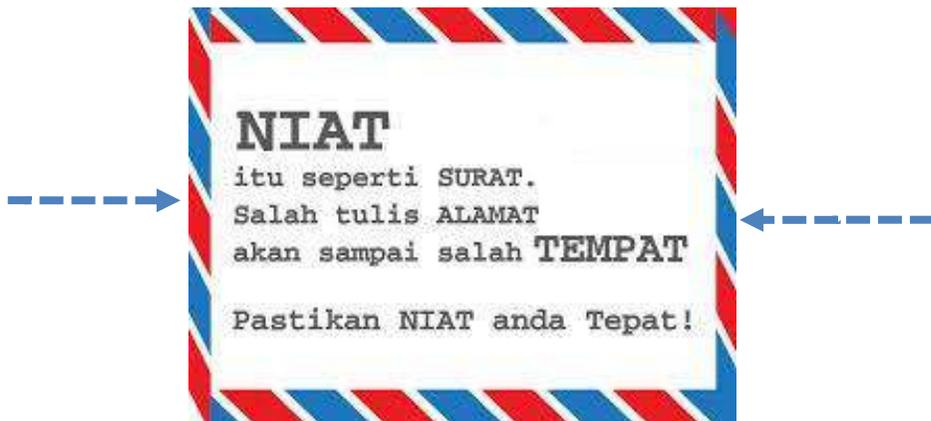 NIAT
itu seperti SURAT.
Salah tulis ALAMAT
akan sampai salah TEMPAT
Pastikan NIAT anda Tepat!